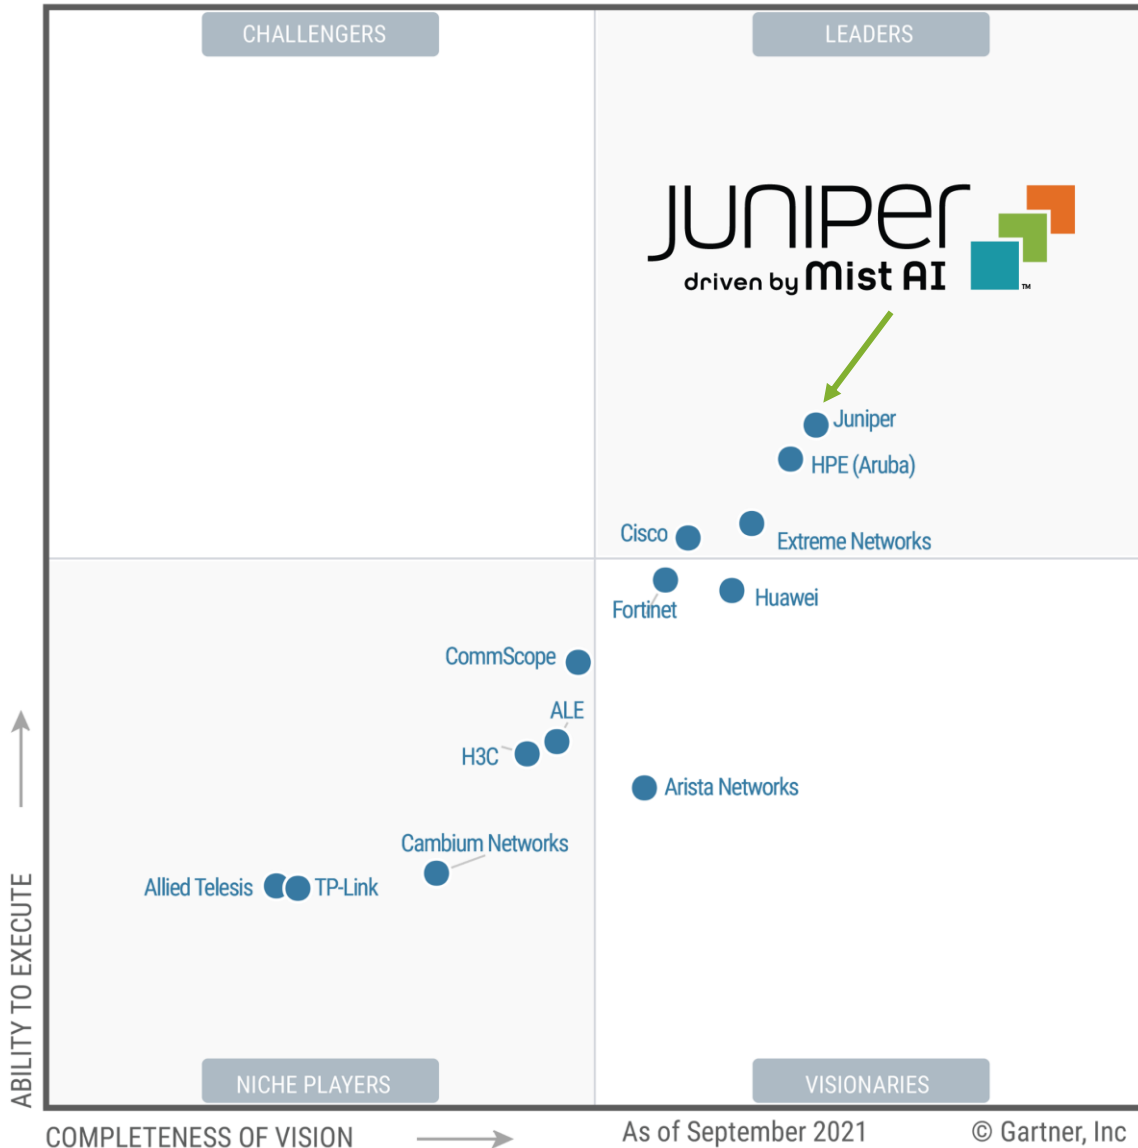 CHALLENGERS
LEADERS
Juniper
driven by Mist AI
TM
Juniper
HPE (Aruba)
Cisco
Extreme Networks
Fortinet
Huawei
CommScope
ALE
H3C
Arista Networks
Cambium Networks
Allied Telesis
TP-Link
ABILITY TO EXECUTE
NICHE PLAYERS
VISIONARIES
COMPLETENESS OF VISION
As of September 2021
© Gartner, Inc